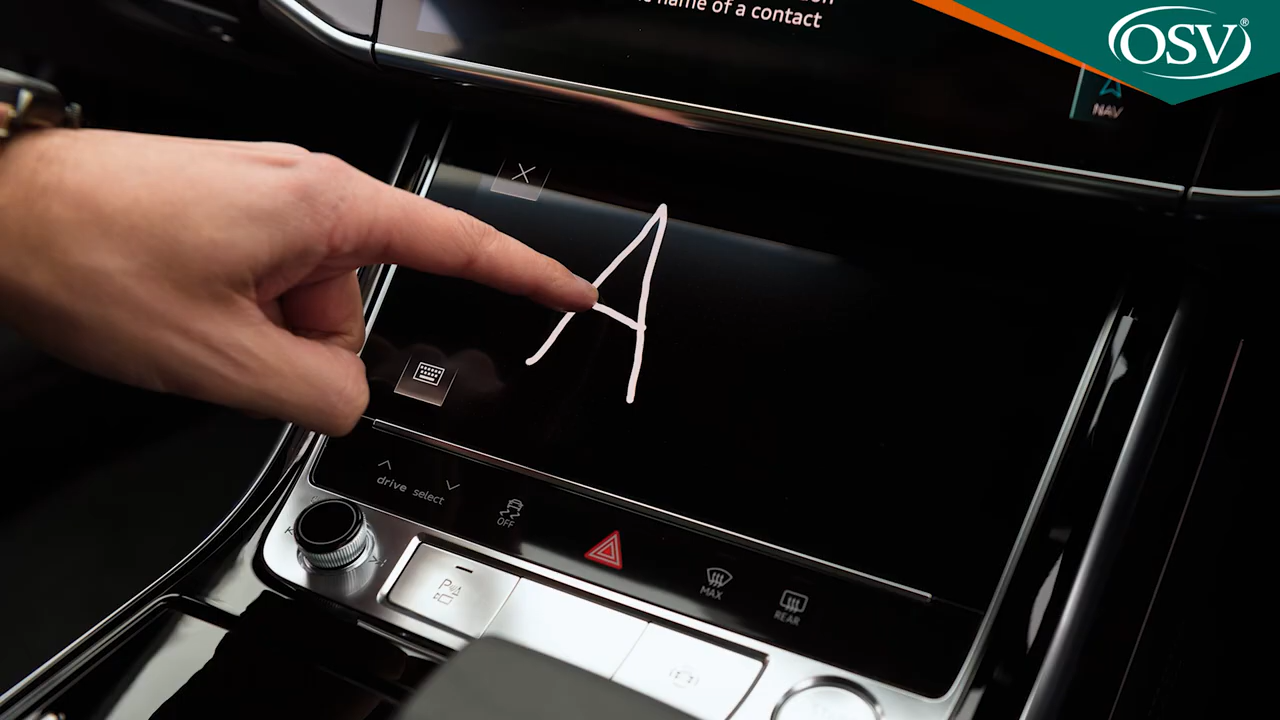 name of a contact
OSV®
NAV
A
drive select
OFF
MAX
REAR
P